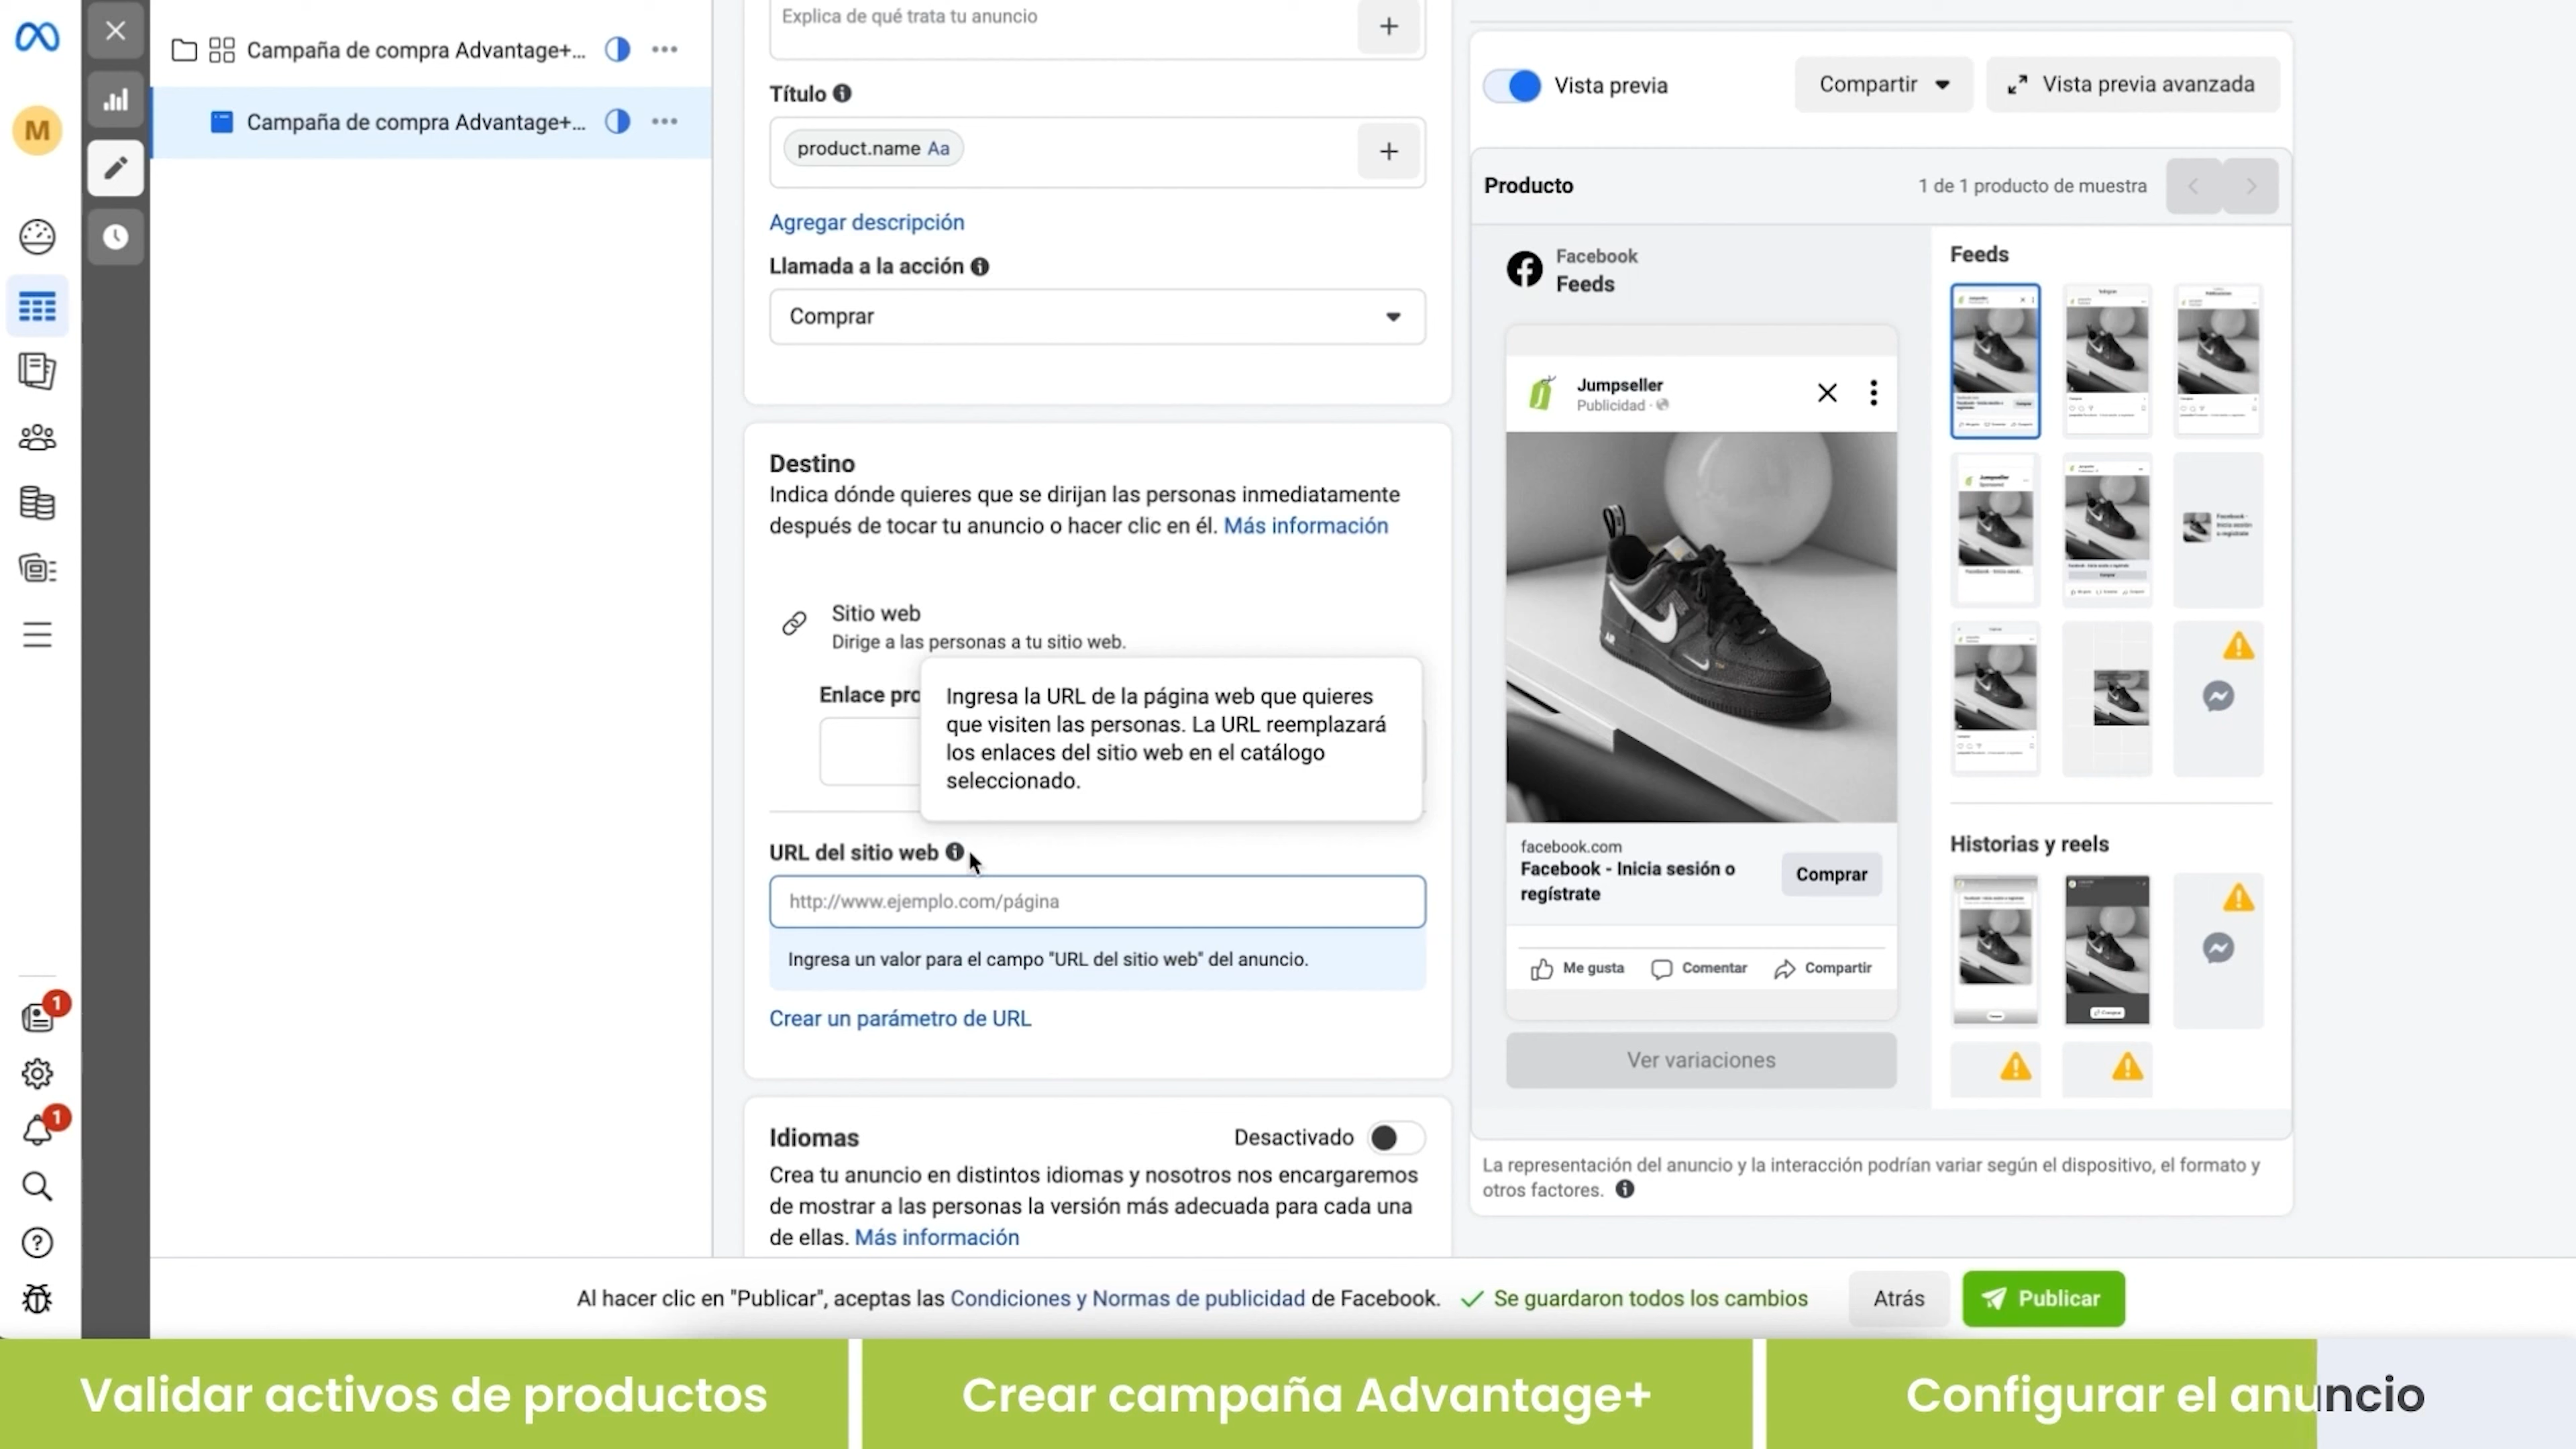 M
1
1
Campaña de compra Advantage+...
Campaña de compra Advantage+...
Explica de qué trata tu anuncio
Título
product.name Aa
Agregar descripción
Llamada a la acción
Comprar
Destino
Indica dónde quieres que se dirijan las personas inmediatamente
después de tocar tu anuncio o hacer clic en él. Más información
Sitio web
Dirige a las personas a tu sitio web.
Enlace pro
Ingresa la URL de la página web que quieres
que visiten las personas. La URL reemplazará
los enlaces del sitio web en el catálogo
seleccionado.
URL del sitio web
http://www.ejemplo.com/página
Ingresa un valor para el campo "URL del sitio web" del anuncio.
Crear un parámetro de URL
Idiomas
Desactivado
Crea tu anuncio en distintos idiomas y nosotros nos encargaremos
de mostrar a las personas la versión más adecuada para cada una
de ellas. Más información
Vista previa
Compartir
Vista previa avanzada
Producto
1 de 1 producto de muestra
Facebook
Feeds
Jumpseller
Publicidad ·
AIR
facebook.com
Facebook - Inicia sesión o
regístrate
Comprar
Me gusta
Comentar
Compartir
Ver variaciones
Feeds
Historias y reels
La representación del anuncio y la interacción podrían variar según el dispositivo, el formato y
otros factores.
Al hacer clic en "Publicar", aceptas las Condiciones y Normas de publicidad de Facebook.
Se guardaron todos los cambios
Atrás
Publicar
Validar activos de productos
Crear campaña Advantage+
Configurar el anuncio